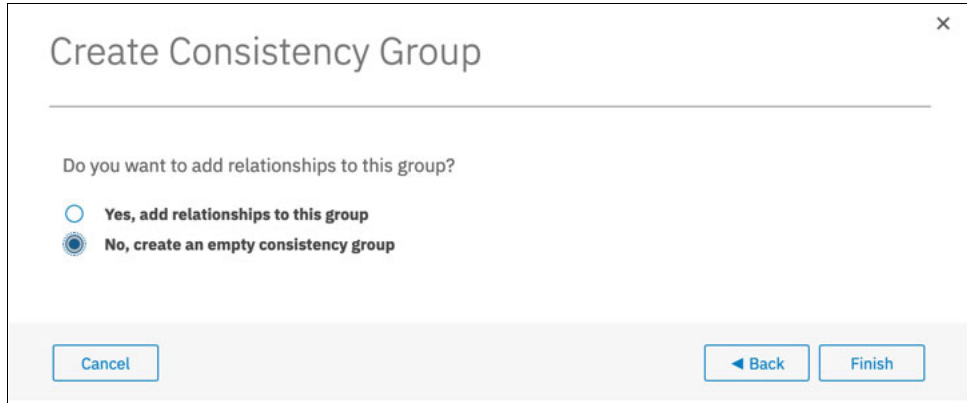 Create Consistency Group
Do you want to add relationships to this group?
Yes, add relationships to this group
No, create an empty consistency group
Cancel
◄ Back
Finish